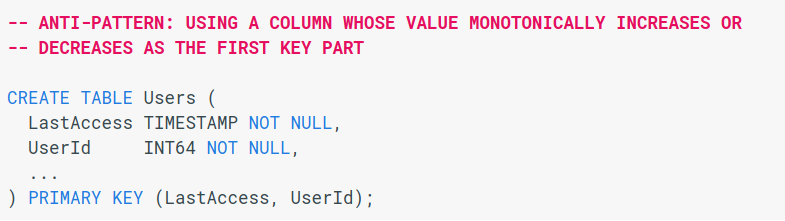 -- ANTI-PATTERN: USING A COLUMN WHOSE VALUE MONOTONICALLY INCREASES OR
-- DECREASES AS THE FIRST KEY PART
CREATE TABLE Users (
  LastAccess TIMESTAMP NOT NULL,
  UserId     INT64 NOT NULL,
  ...
) PRIMARY KEY (LastAccess, UserId);